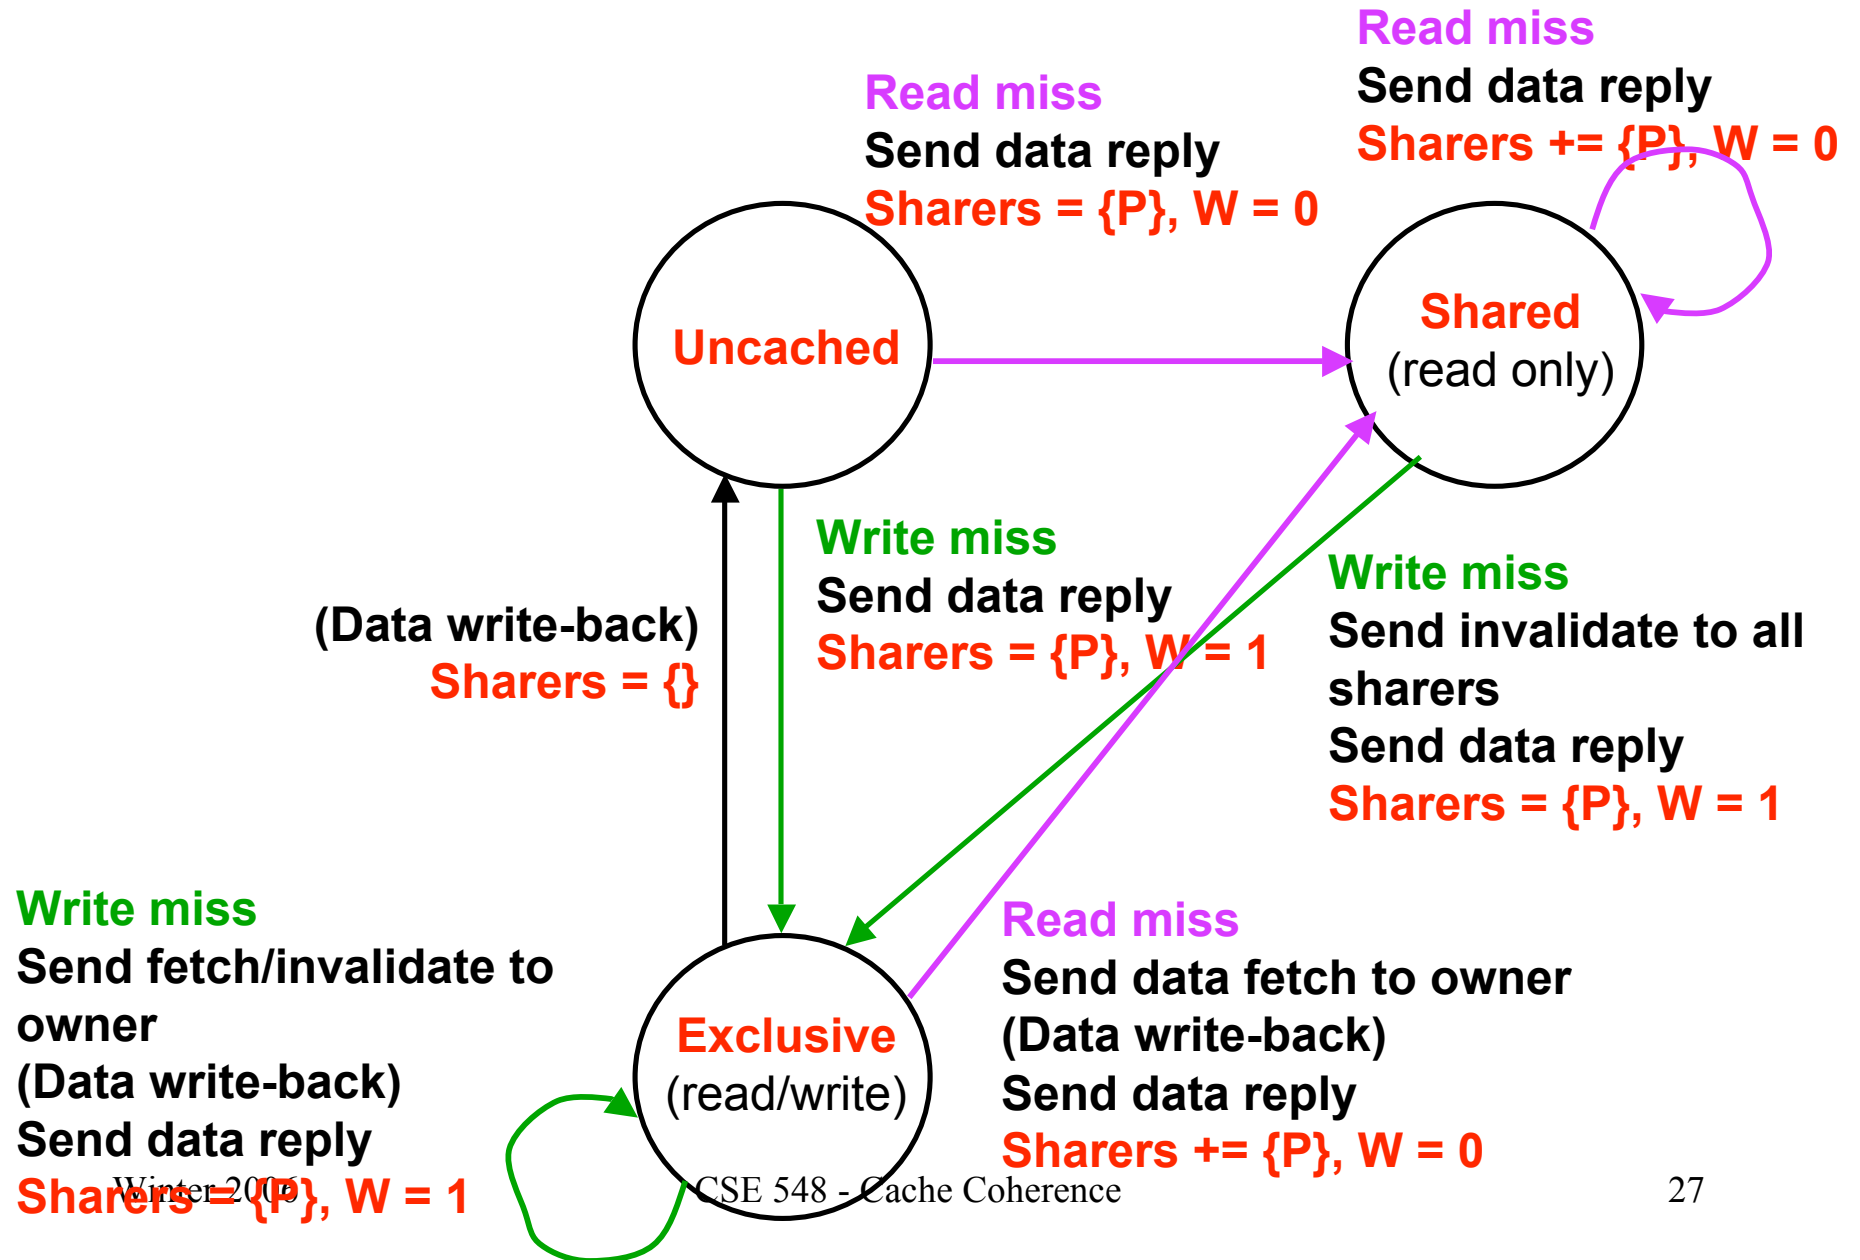 Read miss
Send data reply
Sharers += {P}, W = 0
Read miss
Send data reply
Sharers = {P}, W = 0
Uncached
Shared
(read only)
Write miss
Send data reply
Sharers = {P}, W = 1
Write miss
Send invalidate to all
sharers
Send data reply
Sharers = {P}, W = 1
(Data write-back)
Sharers = {}
Write miss
Send fetch/invalidate to
owner
(Data write-back)
Send data reply
Sharers = {P}, W = 1
Exclusive
(read/write)
Read miss
Send data fetch to owner
(Data write-back)
Send data reply
Sharers += {P}, W = 0
Winter 2006
CSE 548 - Cache Coherence
27